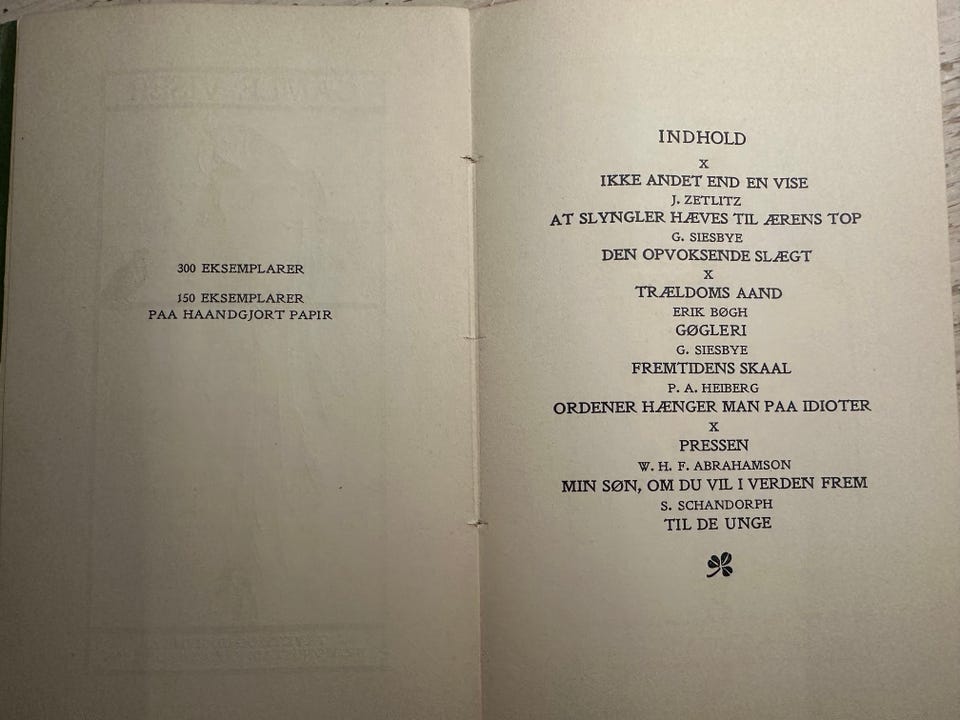 300 EKSEMPLARER
150 EKSEMPLARER
PAA HAANDGJORT PAPIR
INDHOLD
X
IKKE ANDET END EN VISE
J. ZETLITZ
AT SLYNGLER HÆVES TIL ÆRENS TOP
G. SIESBYE
DEN OPVOKSENDE SLÆGT
X
TRÆLDOMS AAND
ERIK BØGH
GØGLERI
G. SIESBYE
FREMTIDENS SKAAL
P. A. HEIBERG
ORDENER HÆNGER MAN PAA IDIOTER
X
PRESSEN
W. H. F. ABRAHAMSON
MIN SØN, OM DU VIL I VERDEN FREM
S. SCHANDORPH
TIL DE UNGE